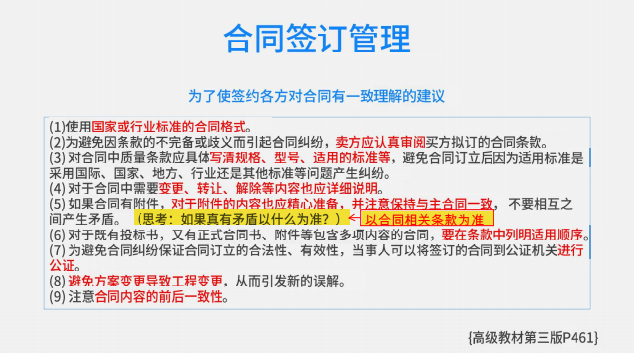 合同签订管理
为了使签约各方对合同有一致理解的建议
(1)使用国家或行业标准的合同格式。
(2)为避免因条款的不完备或歧义而引起合同纠纷，卖方应认真审阅买方拟订的合同条款。
(3) 对合同中质量条款应具体写清规格、型号、适用的标准等，避免合同订立后因为适用标准是
采用国际、国家、地方、行业还是其他标准等问题产生纠纷。
(4) 对于合同中需要变更、转让、解除等内容也应详细说明。
(5) 如果合同有附件，对于附件的内容也应精心准备，并注意保持与主合同一致， 不要相互之
间产生矛盾。（思考：如果真有矛盾以什么为准？） 以合同相关条款为准
(6) 对于既有投标书，又有正式合同书、附件等包含多项内容的合同，要在条款中列明适用顺序。
(7) 为避免合同纠纷保证合同订立的合法性、有效性，当事人可以将签订的合同到公证机关进行
公证。
(8) 避免方案变更导致工程变更，从而引发新的误解。
(9) 注意合同内容的前后一致性。
{高级教材第三版P461}